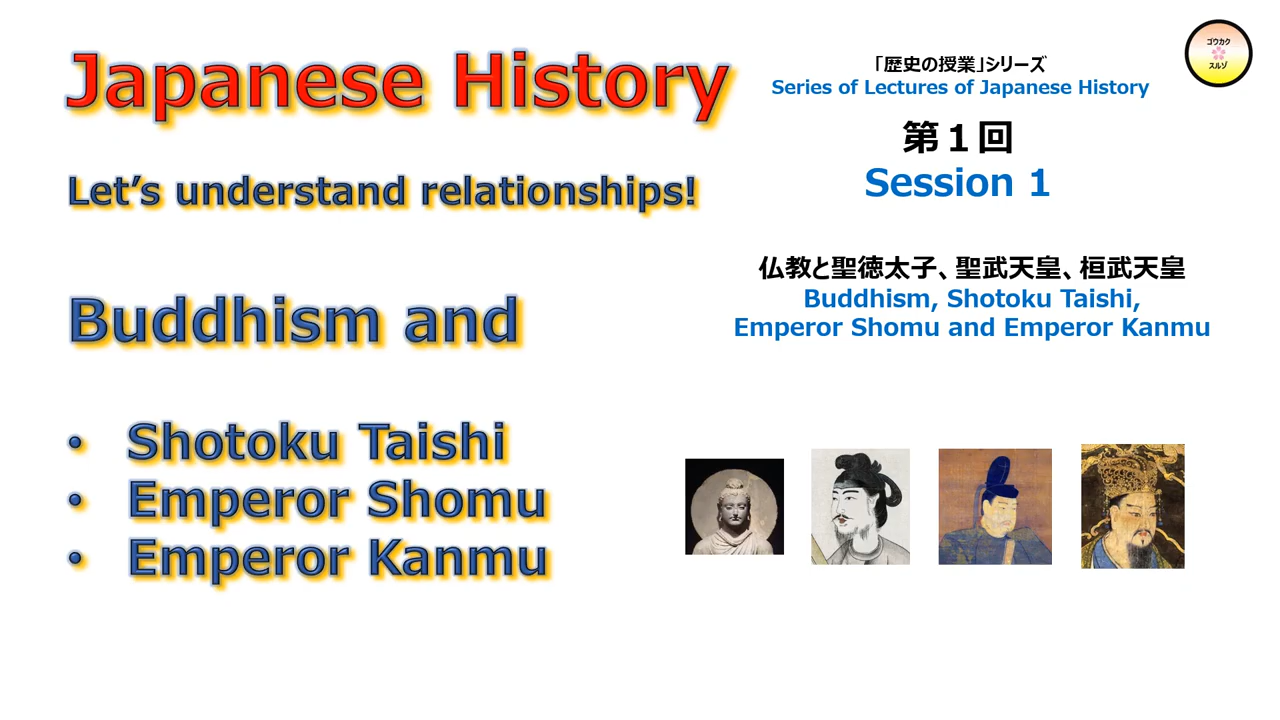 Japanese History
Let’s understand relationships!
Buddhism and
• Shotoku Taishi
• Emperor Shomu
• Emperor Kanmu
「歴史の授業」シリーズ
Series of Lectures of Japanese History
第１回
Session 1
仏教と聖徳太子、聖武天皇、桓武天皇
Buddhism, Shotoku Taishi,
Emperor Shomu and Emperor Kanmu
ゴウカク
スルゾ